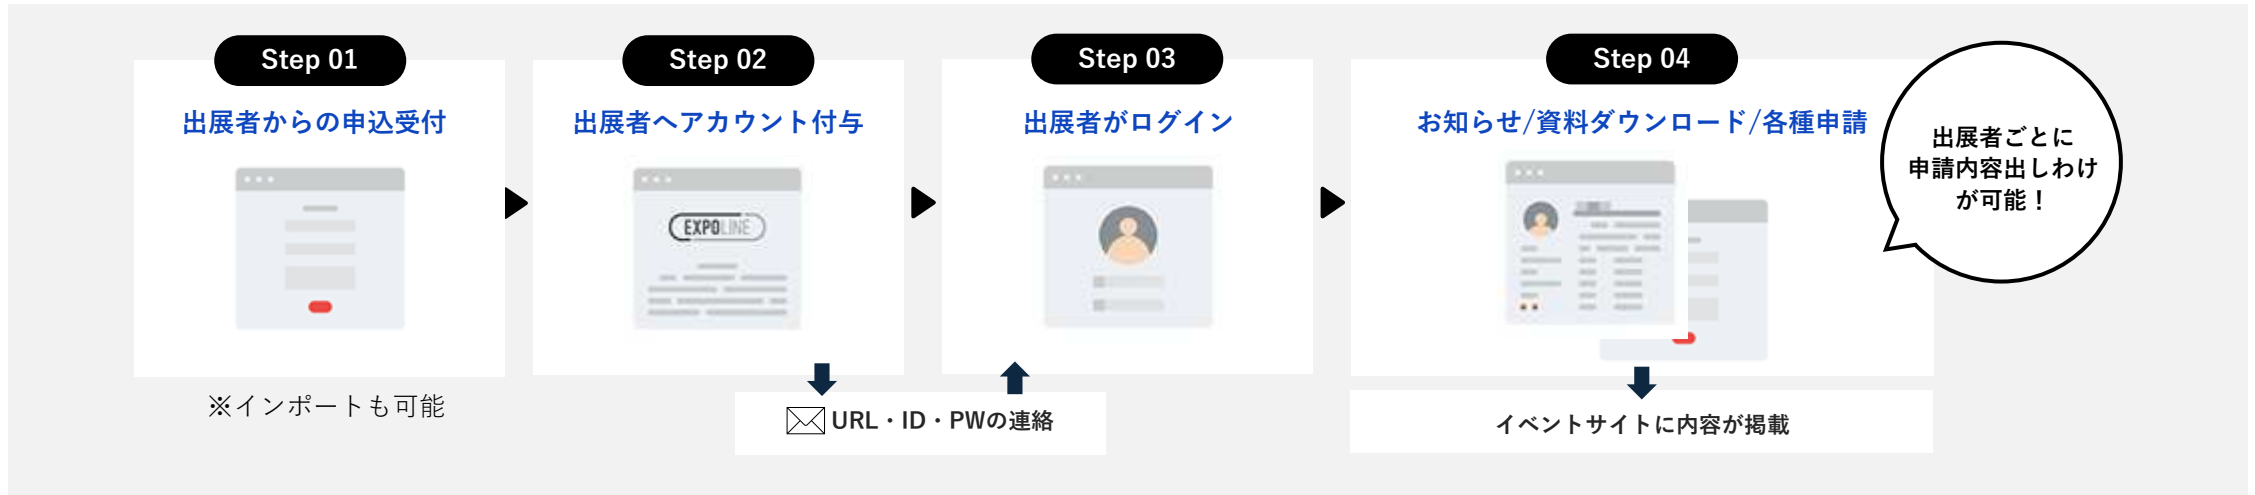 Step 01
出展者からの申込受付
※インポートも可能
Step 02
出展者へアカウント付与
EXPOLINE
URL・ID・PWの連絡
Step 03
出展者がログイン
Step 04
お知らせ/資料ダウンロード/各種申請
イベントサイトに内容が掲載
出展者ごとに
申請内容出しわけ
が可能！